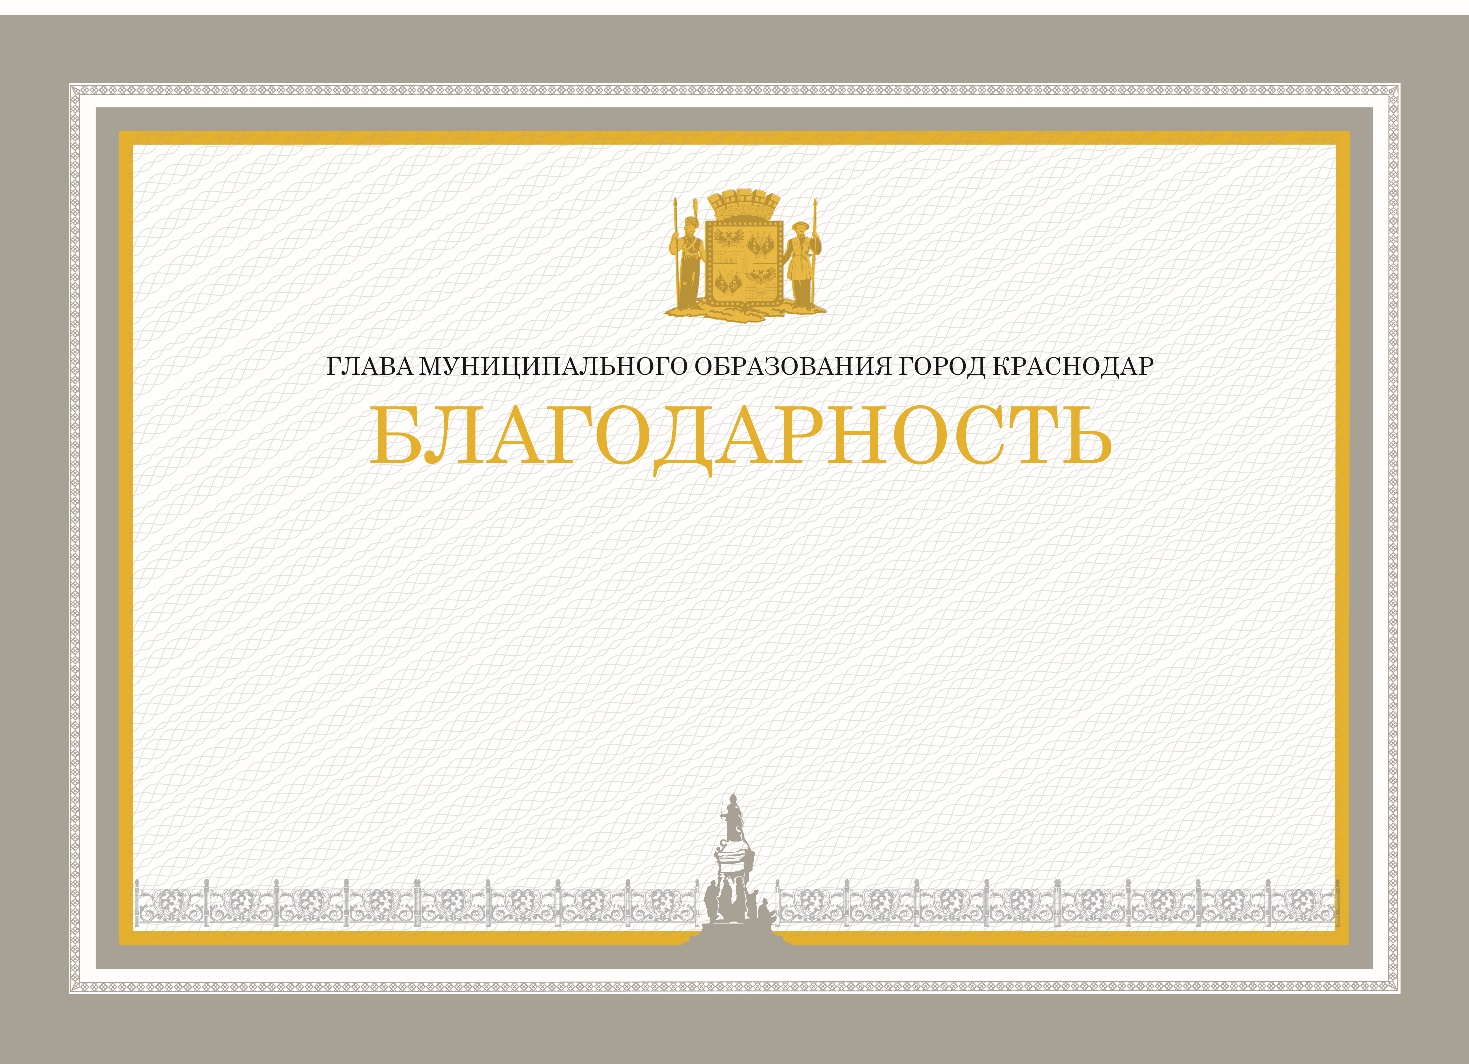 ГЛАВА МУНИЦИПАЛЬНОГО ОБРАЗОВАНИЯ ГОРОД КРАСНОДАР
БЛАГОДАРНОСТЬ